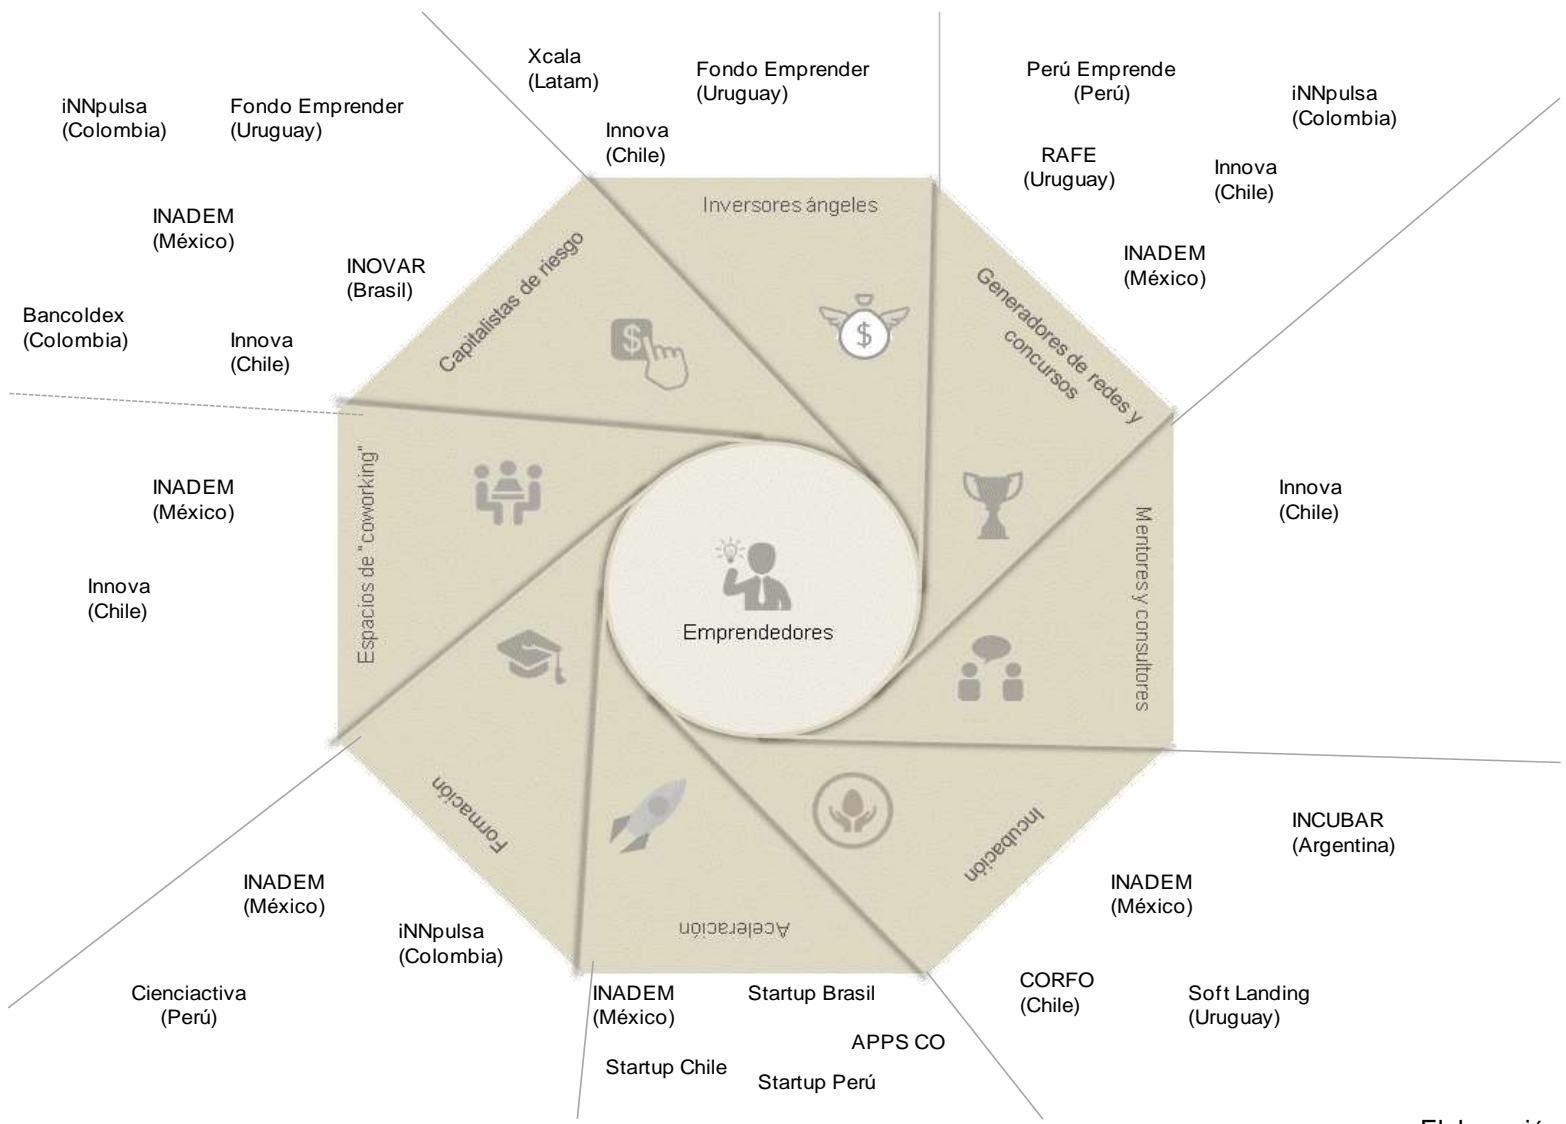 Xcala
(Latam)
Fondo Emprender
(Uruguay)
Innova
(Chile)
Perú Emprende
(Perú)
iNNpulsa
(Colombia)
RAFE
(Uruguay)
Innova
(Chile)
INADEM
(México)
iNNpulsa
(Colombia)
Fondo Emprender
(Uruguay)
INADEM
(México)
INOVAR
(Brasil)
Bancoldex
(Colombia)
Innova
(Chile)
Inversores ángeles
Capitalistas de riesgo
Generadores de redes y
concursos
Espacios de "coworking"
INADEM
(México)
Innova
(Chile)
Mentores y consultores
Innova
(Chile)
Emprendedores
Formación
Aceleración
Incubación
INADEM
(México)
iNNpulsa
(Colombia)
Cienciactiva
(Perú)
INADEM
(México)
Startup Brasil
APPS CO
Startup Chile
Startup Perú
INCUBAR
(Argentina)
INADEM
(México)
CORFO
(Chile)
Soft Landing
(Uruguay)